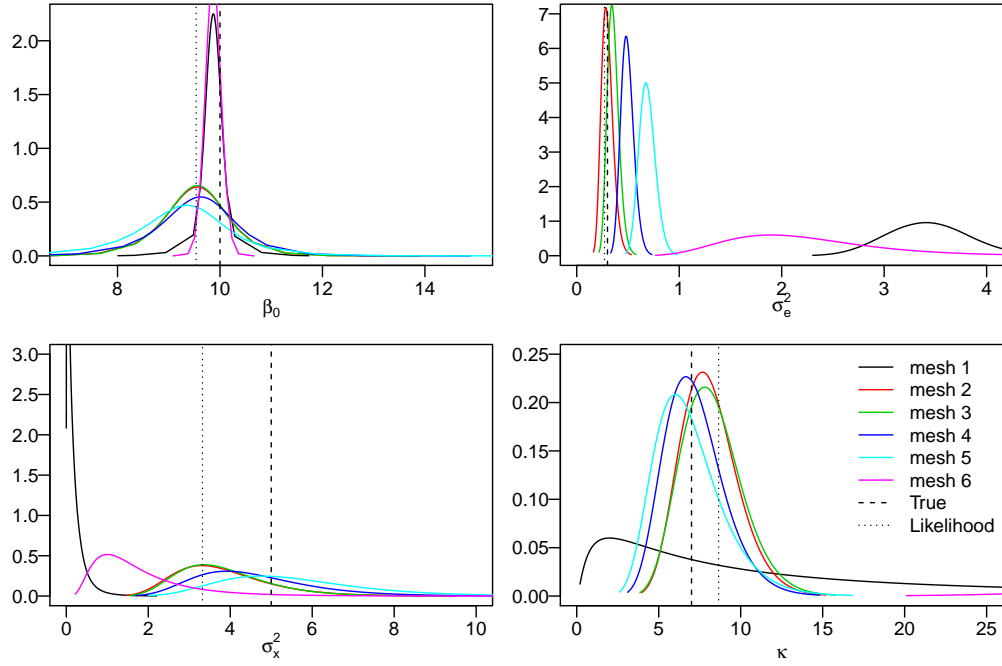 2.0
1.5
1.0
0.5
0.0
8 10 12 14
β0
7
6
5
4
3
2
1
0
0 1 2 3 4
σe2
3.0
2.5
2.0
1.5
1.0
0.5
0.0
0 2 4 6 8 10
σx2
0.25
0.20
0.15
0.10
0.05
0.00
0 5 10 15 20 25
κ
mesh 1
mesh 2
mesh 3
mesh 4
mesh 5
mesh 6
True
Likelihood